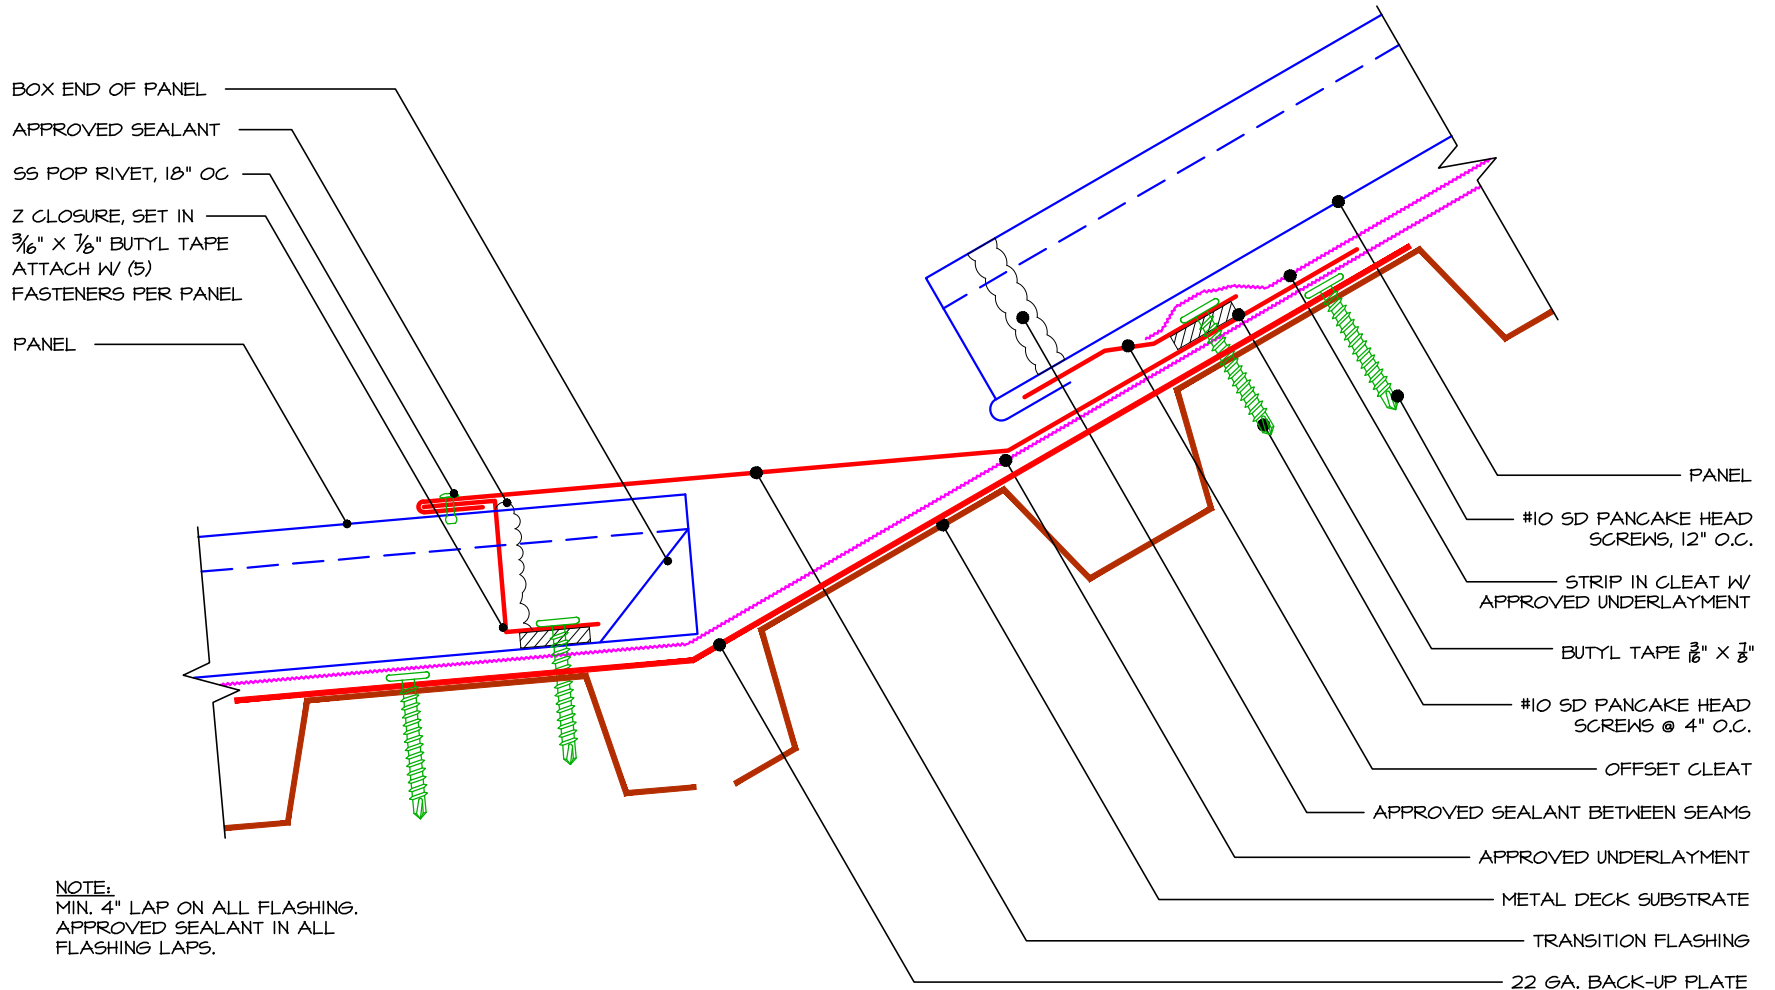 BOX END OF PANEL
APPROVED SEALANT
SS POP RIVET, 18" OC
Z CLOSURE, SET IN
3/16" X 7/8" BUTYL TAPE
ATTACH W/ (5)
FASTENERS PER PANEL
PANEL
PANEL
#10 SD PANCAKE HEAD
SCREWS, 12" O.C.
STRIP IN CLEAT W/
APPROVED UNDERLAYMENT
BUTYL TAPE 3/16" X 7/8"
#10 SD PANCAKE HEAD
SCREWS @ 4" O.C.
OFFSET CLEAT
APPROVED SEALANT BETWEEN SEAMS
APPROVED UNDERLAYMENT
METAL DECK SUBSTRATE
TRANSITION FLASHING
22 GA. BACK-UP PLATE
NOTE:
MIN. 4" LAP ON ALL FLASHING.
APPROVED SEALANT IN ALL
FLASHING LAPS.